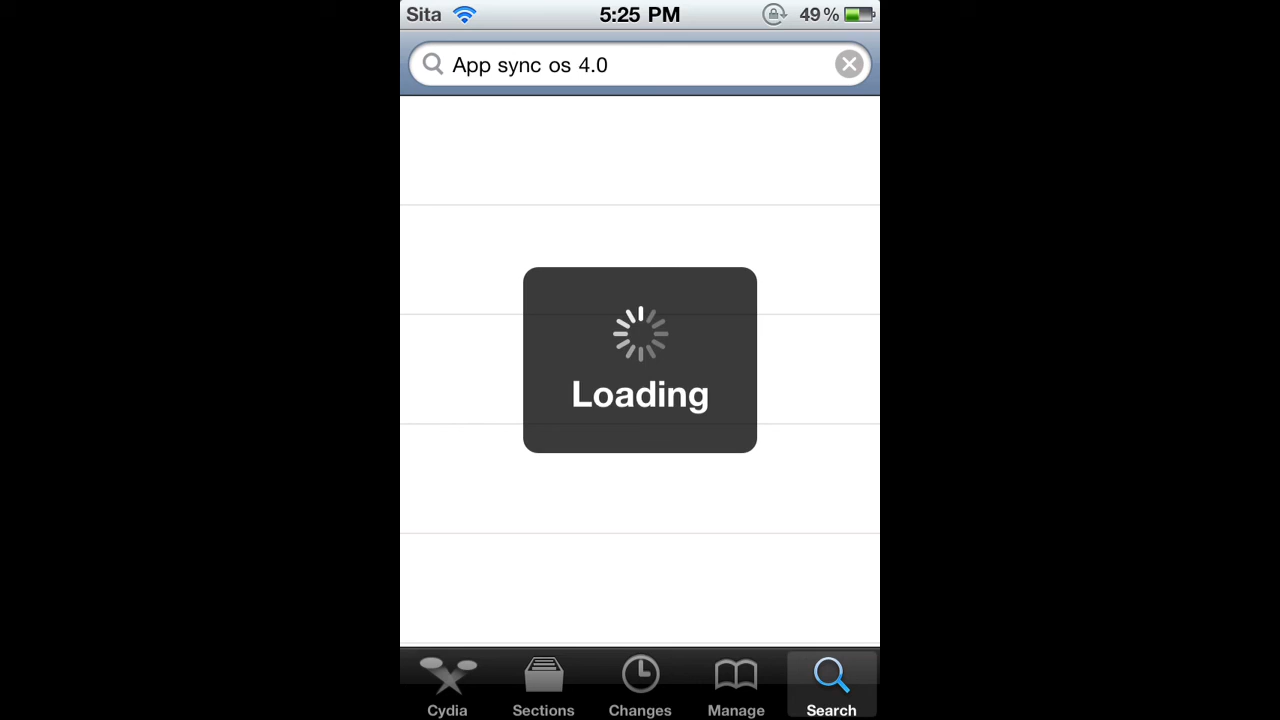 Sita 5:25 PM 49%
App sync os 4.0
Loading
Cydia Sections Changes Manage Search